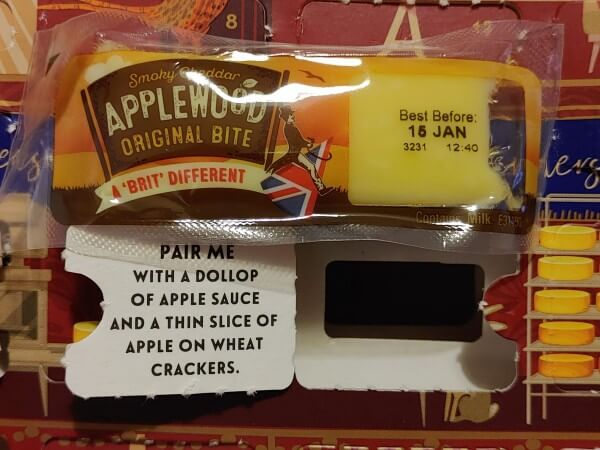 8
Smoky Cheddar
APPLEWOOD
ORIGINAL BITE
A 'BRIT' DIFFERENT
Best Before:
15 JAN
3231 12:40
Contains Milk
PAIR ME
WITH A DOLLOP
OF APPLE SAUCE
AND A THIN SLICE OF
APPLE ON WHEAT
CRACKERS.